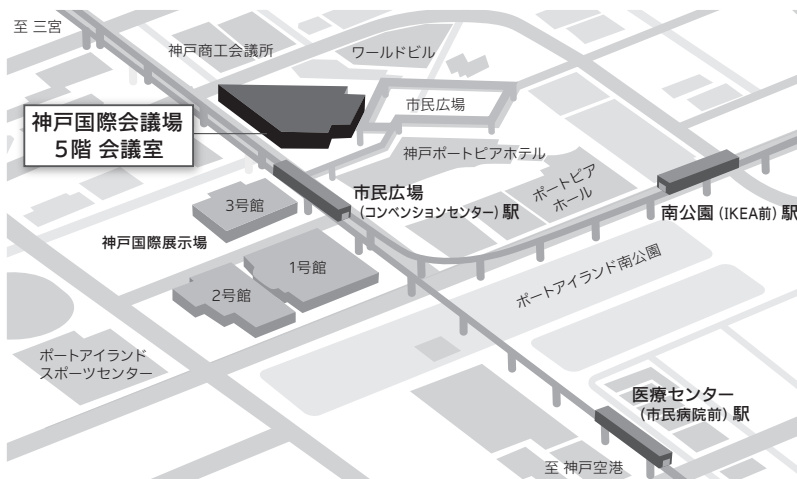 至 三宮
神戸商工会議所
ワールドビル
市民広場
神戸国際会議場
5階 会議室
神戸ポートピアホテル
ポートピア
ホール
3号館
市民広場
(コンベンションセンター) 駅
南公園 (IKEA前) 駅
神戸国際展示場
1号館
2号館
ポートアイランド南公園
ポートアイランド
スポーツセンター
医療センター
(市民病院前) 駅
至 神戸空港